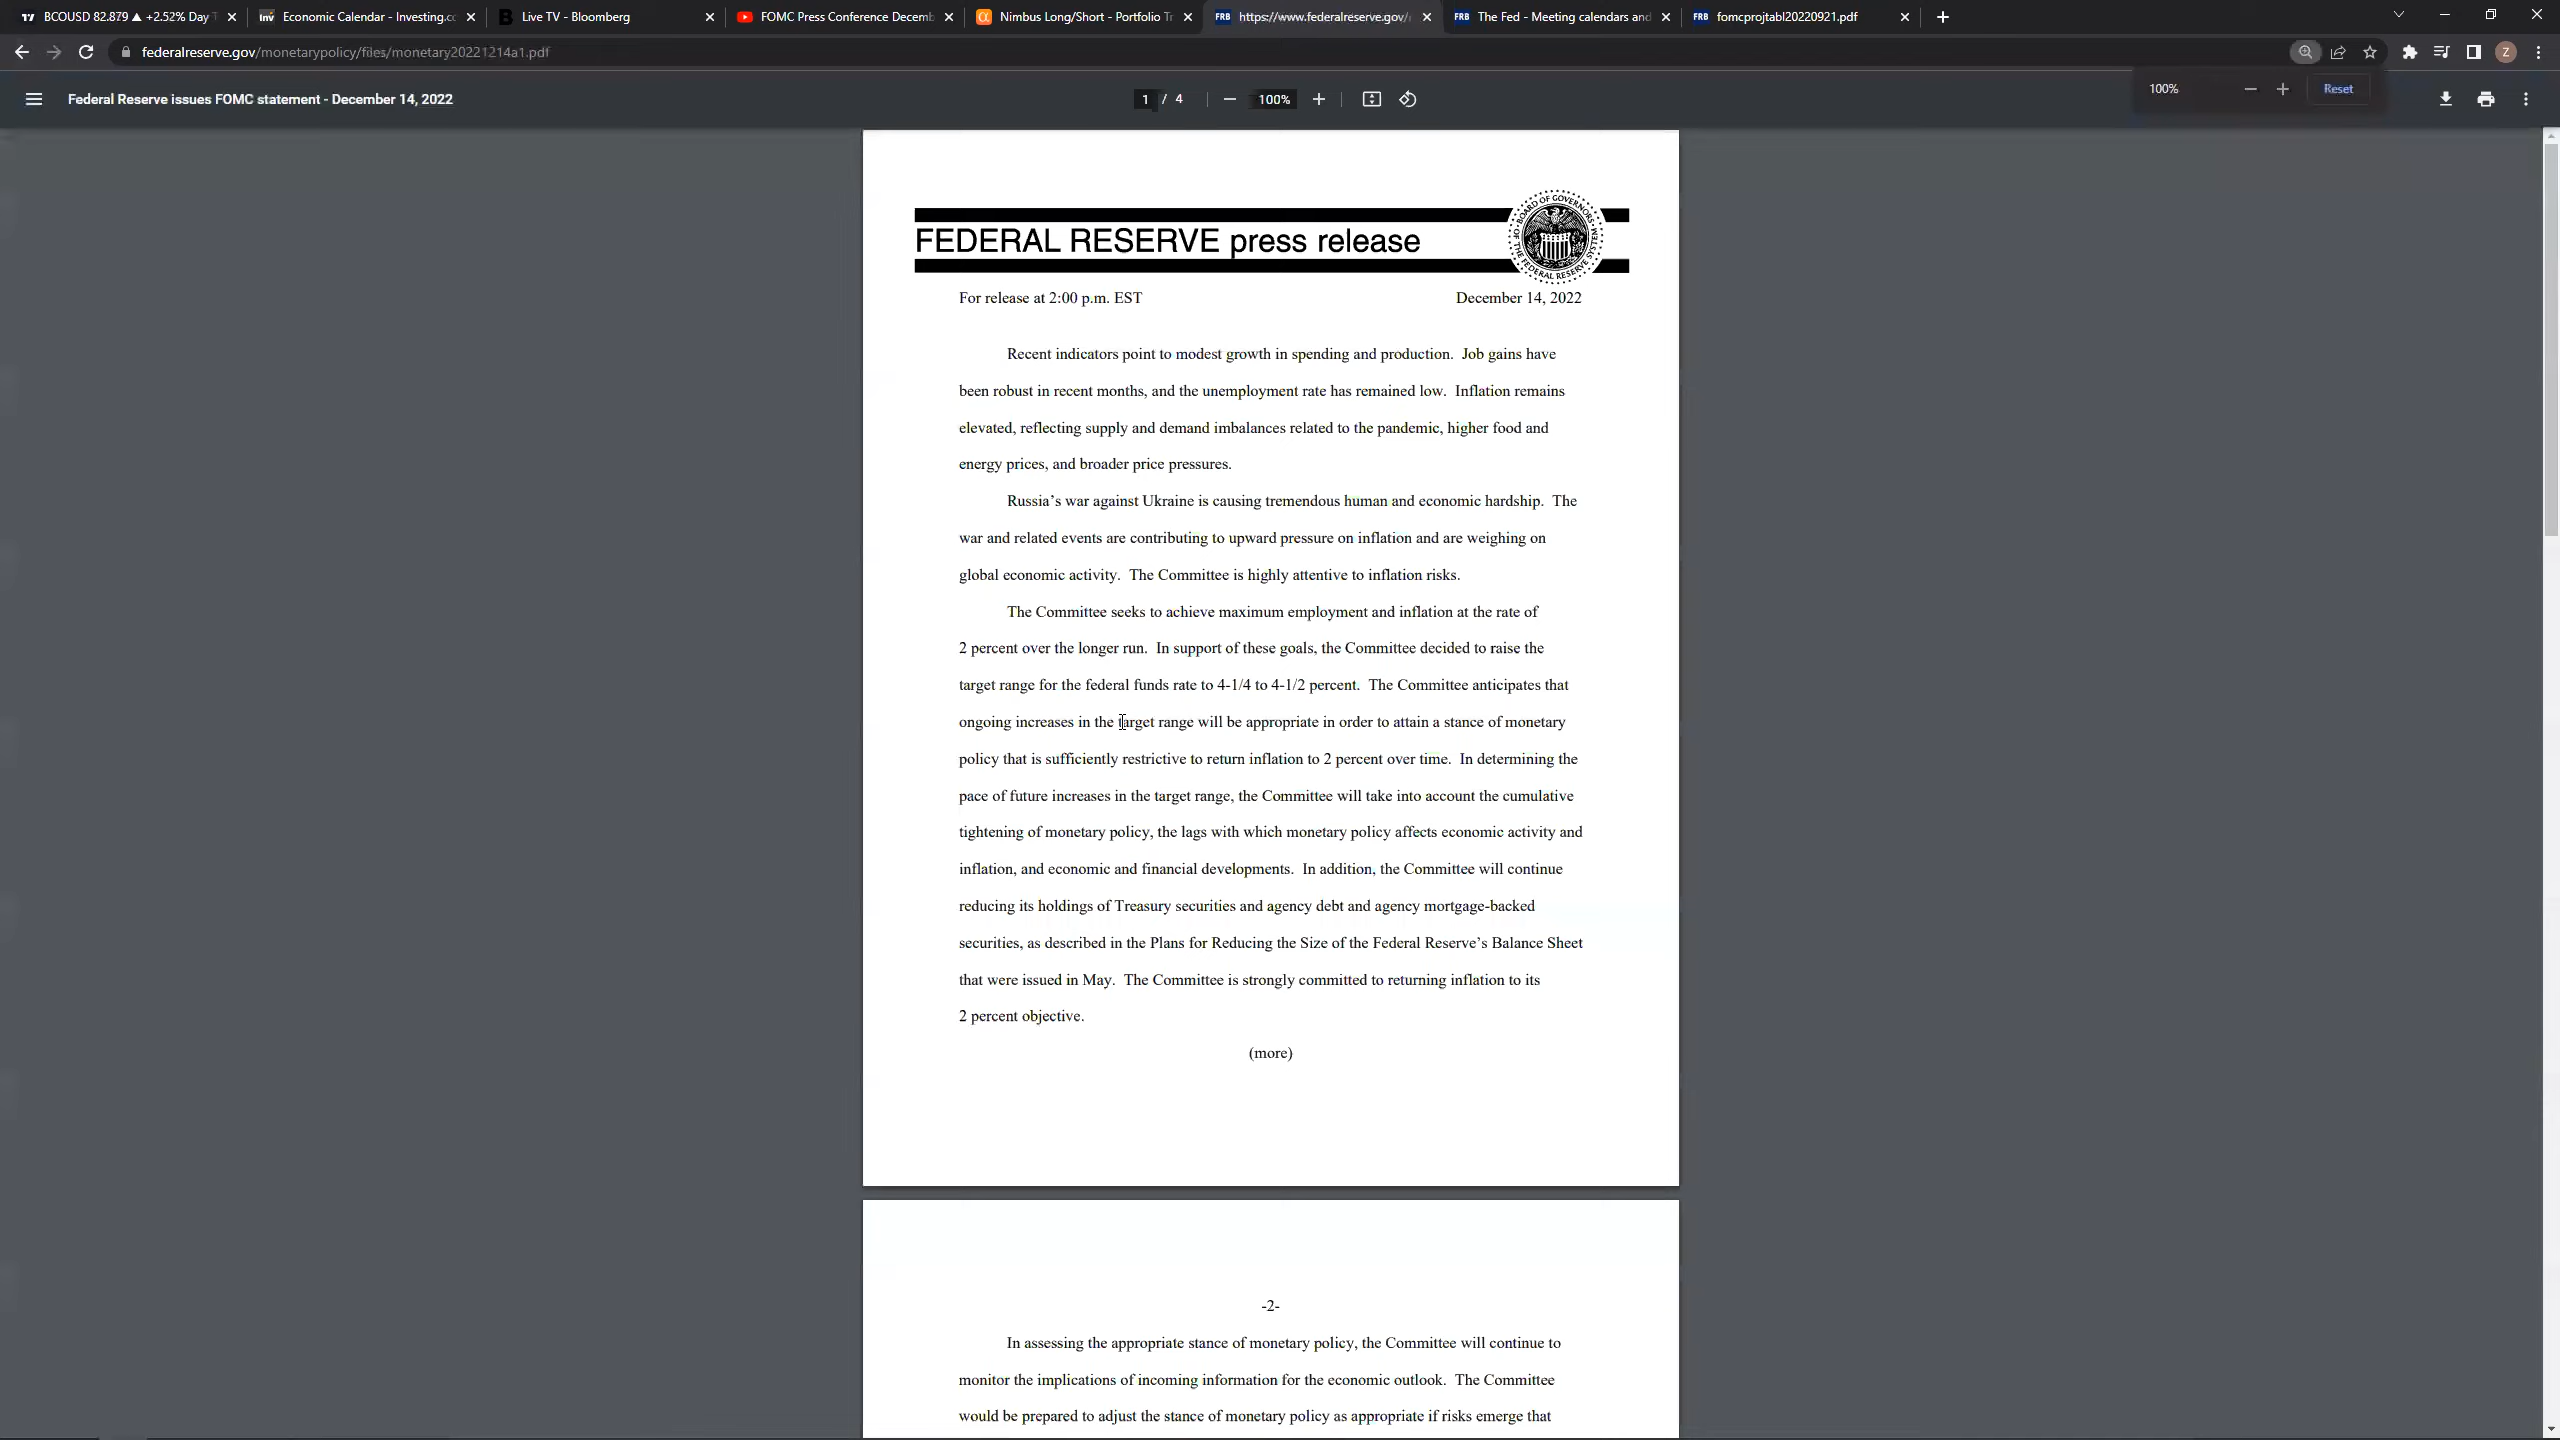 BCOUSD 82.879 ▲ +2.52% Day
Economic Calendar - Investing.co
Live TV - Bloomberg
FOMC Press Conference Decemb
Nimbus Long/Short - Portfolio Tr
FRB https://www.federalreserve.gov/
FRB The Fed - Meeting calendars and
FRB fomcprojtabl20220921.pdf
federalreserve.gov/monetarypolicy/files/monetary20221214a1.pdf
Z
Federal Reserve issues FOMC statement - December 14, 2022
1 / 4
100%
100%
Reset
FEDERAL RESERVE press release
BOARD OF GOVERNORS OF THE FEDERAL RESERVE SYSTEM
For release at 2:00 p.m. EST
December 14, 2022
Recent indicators point to modest growth in spending and production. Job gains have
been robust in recent months, and the unemployment rate has remained low. Inflation remains
elevated, reflecting supply and demand imbalances related to the pandemic, higher food and
energy prices, and broader price pressures.
Russia’s war against Ukraine is causing tremendous human and economic hardship. The
war and related events are contributing to upward pressure on inflation and are weighing on
global economic activity. The Committee is highly attentive to inflation risks.
The Committee seeks to achieve maximum employment and inflation at the rate of
2 percent over the longer run. In support of these goals, the Committee decided to raise the
target range for the federal funds rate to 4-1/4 to 4-1/2 percent. The Committee anticipates that
ongoing increases in the target range will be appropriate in order to attain a stance of monetary
policy that is sufficiently restrictive to return inflation to 2 percent over time. In determining the
pace of future increases in the target range, the Committee will take into account the cumulative
tightening of monetary policy, the lags with which monetary policy affects economic activity and
inflation, and economic and financial developments. In addition, the Committee will continue
reducing its holdings of Treasury securities and agency debt and agency mortgage-backed
securities, as described in the Plans for Reducing the Size of the Federal Reserve’s Balance Sheet
that were issued in May. The Committee is strongly committed to returning inflation to its
2 percent objective.
(more)
-2-
In assessing the appropriate stance of monetary policy, the Committee will continue to
monitor the implications of incoming information for the economic outlook. The Committee
would be prepared to adjust the stance of monetary policy as appropriate if risks emerge that